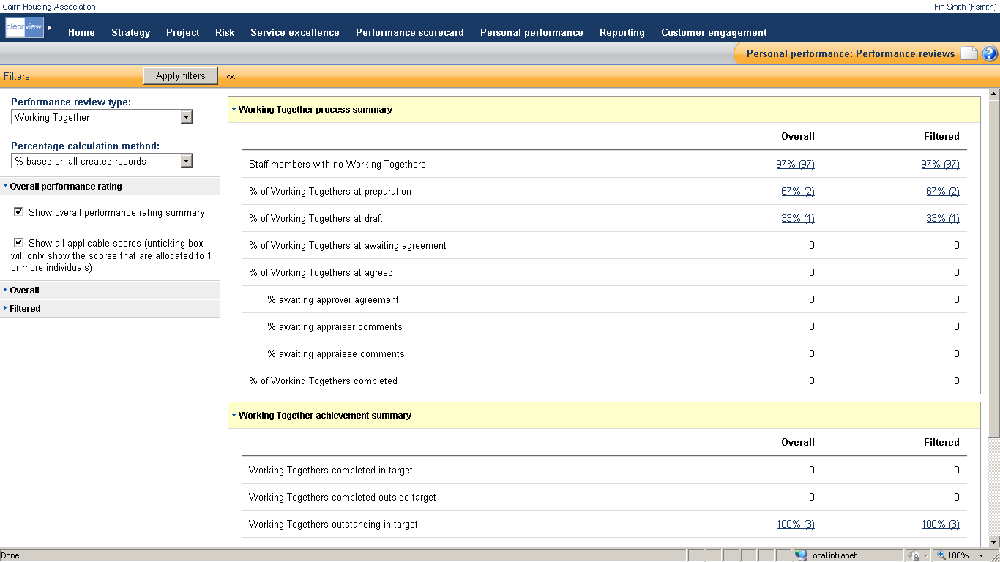 Cairn Housing Association Fin Smith (Fsmith)
clearview Home Strategy Project Risk Service excellence Performance scorecard Personal performance Reporting Customer engagement
Personal performance: Performance reviews ?
Filters Apply filters <<
Performance review type:
Working Together
Percentage calculation method:
% based on all created records
Overall performance rating
Show overall performance rating summary
Show all applicable scores (unticking box
will only show the scores that are allocated to 1
or more individuals)
Overall
Filtered
Working Together process summary
Overall Filtered
Staff members with no Working Togethers 97% (97) 97% (97)
% of Working Togethers at preparation 67% (2) 67% (2)
% of Working Togethers at draft 33% (1) 33% (1)
% of Working Togethers at awaiting agreement 0 0
% of Working Togethers at agreed 0 0
% awaiting approver agreement 0 0
% awaiting appraiser comments 0 0
% awaiting appraisee comments 0 0
% of Working Togethers completed 0 0
Working Together achievement summary
Overall Filtered
Working Togethers completed in target 0 0
Working Togethers completed outside target 0 0
Working Togethers outstanding in target 100% (3) 100% (3)
Done Local intranet 100%